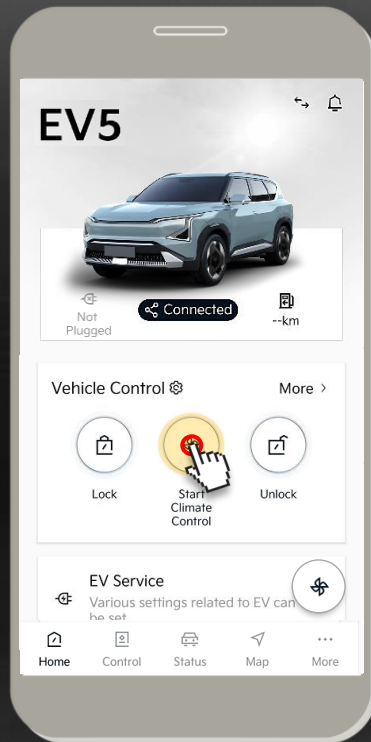 EV5
Not
Plugged
Connected
--km
Vehicle Control
More >
Lock
Start
Climate
Control
Unlock
EV Service
Various settings related to EV can
be set
Home
Control
Status
Map
More